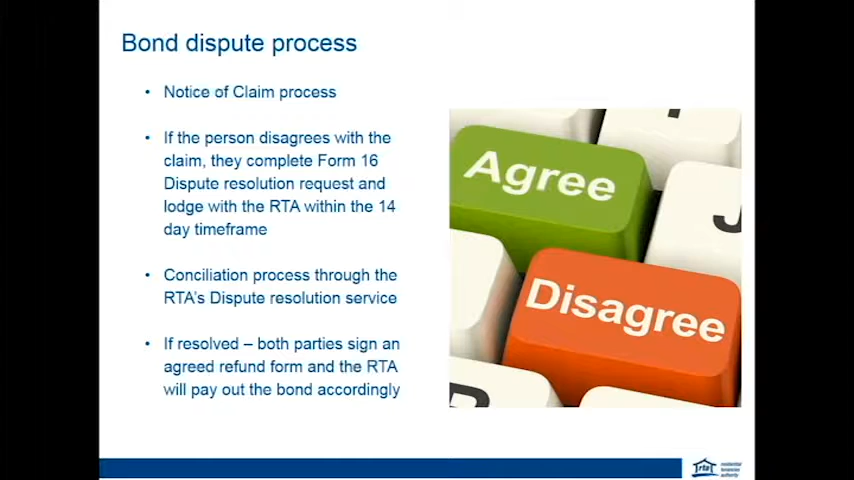 Bond dispute process
• Notice of Claim process
• If the person disagrees with the
claim, they complete Form 16
Dispute resolution request and
lodge with the RTA within the 14
day timeframe
• Conciliation process through the
RTA's Dispute resolution service
• If resolved – both parties sign an
agreed refund form and the RTA
will pay out the bond accordingly
Agree
J
Disagree
rta
residential
tenancies
authority